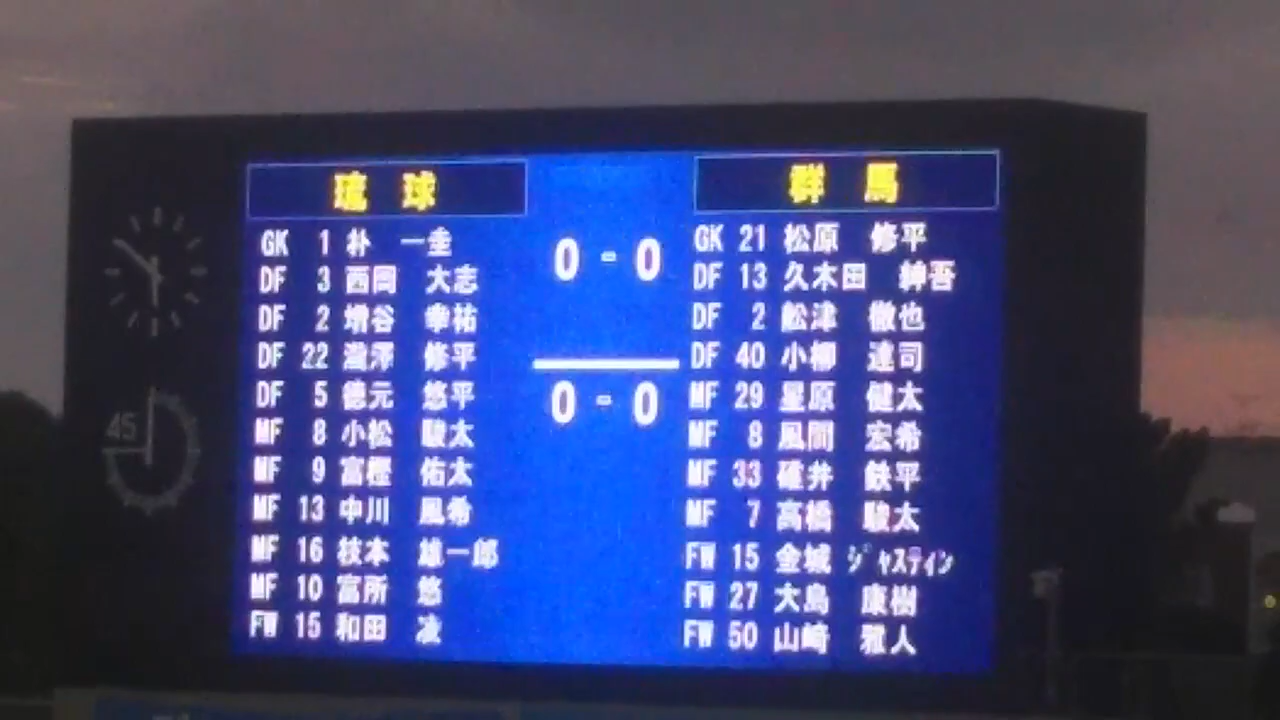 琉 球
GK 1 朴 一圭
DF 3 西岡 大志
DF 2 増谷 幸祐
DF 22 瀧澤 修平
DF 5 徳元 悠平
MF 8 小松 駿太
MF 9 富樫 佑太
MF 13 中川 風希
MF 16 枝本 雄一郎
MF 10 富所 悠
FW 15 和田 凌
0 - 0
0 - 0
群 馬
GK 21 松原 修平
DF 13 久木田 紳吾
DF 2 舩津 徹也
DF 40 小柳 達司
MF 29 星原 健太
MF 8 風間 宏希
MF 33 碓井 鉄平
MF 7 高橋 駿太
FW 15 金城 ジャスティン
FW 27 大島 康樹
FW 50 山崎 雅人
45